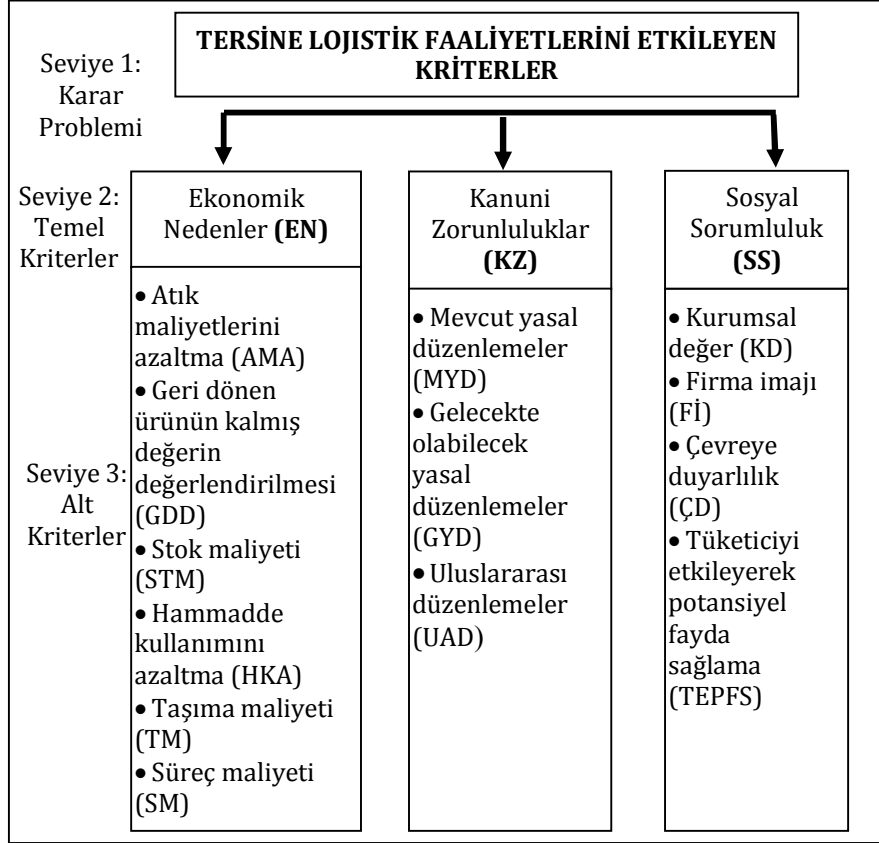 TERSİNE LOJİSTİK FAALİYETLERİNİ ETKİLEYEN
KRİTERLER
Seviye 1:
Karar
Problemi
Seviye 2:
Temel
Kriterler
Ekonomik
Nedenler (EN)
Kanuni
Zorunluluklar
(KZ)
Sosyal
Sorumluluk
(SS)
Seviye 3:
Alt
Kriterler
• Atık
maliyetlerini
azaltma (AMA)
• Geri dönen
ürünün kalmış
değerin
değerlendirilmesi
(GDD)
• Stok maliyeti
(STM)
• Hammadde
kullanımını
azaltma (HKA)
• Taşıma maliyeti
(TM)
• Süreç maliyeti
(SM)
• Mevcut yasal
düzenlemeler
(MYD)
• Gelecekte
olabilecek
yasal
düzenlemeler
(GYD)
• Uluslararası
düzenlemeler
(UAD)
• Kurumsal
değer (KD)
• Firma imajı
(Fİ)
• Çevreye
duyarlılık
(ÇD)
• Tüketiciyi
etkileyerek
potansiyel
fayda
sağlama
(TEPFS)